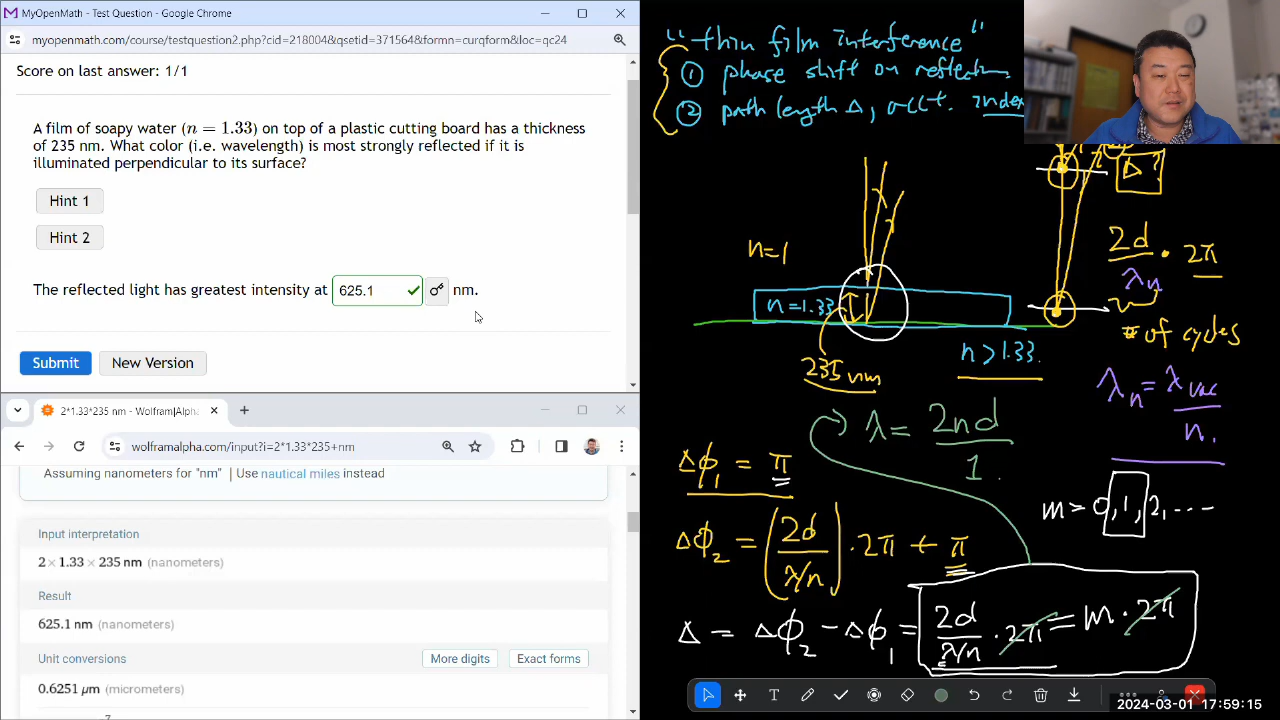 MyOpenMath - Test Question - Google Chrome
myopenmath.com/course/testquestion2.php?cid=218004&qsetid=371564&formn=curqform&loc=qc24
Score on last answer: 1/1
A film of soapy water (n = 1.33) on top of a plastic cutting board has a thickness
of 235 nm. What color (i.e. wavelength) is most strongly reflected if it is
illuminated perpendicular to its surface?
Hint 1
Hint 2
The reflected light has greatest intensity at 625.1 nm.
Submit New Version
2*1.33*235 nm - Wolfram|Alpha
wolframalpha.com/input?i=2*1.33*235+nm
Assuming nanometers for "nm" | Use nautical miles instead
Input interpretation
2×1.33×235 nm (nanometers)
Result
625.1 nm (nanometers)
Unit conversions More digits Exact forms
0.6251 μm (micrometers)
"thin film interference"
① phase shift on reflection.
② path length Δ, acct. index
Δ?
n=1
2d/λn · 2π
n=1.33
# of cycles
235 nm
n>1.33.
λn = λvac/n.
λ = 2nd/1.
Δϕ₁ = π
m = 0,1,2,...
Δϕ₂ = (2d/(λ/n)) · 2π + π
Δ = Δϕ₂ − Δϕ₁ = 2d/(λ/n) · 2π = m · 2π
2024-03-01 17:59:15